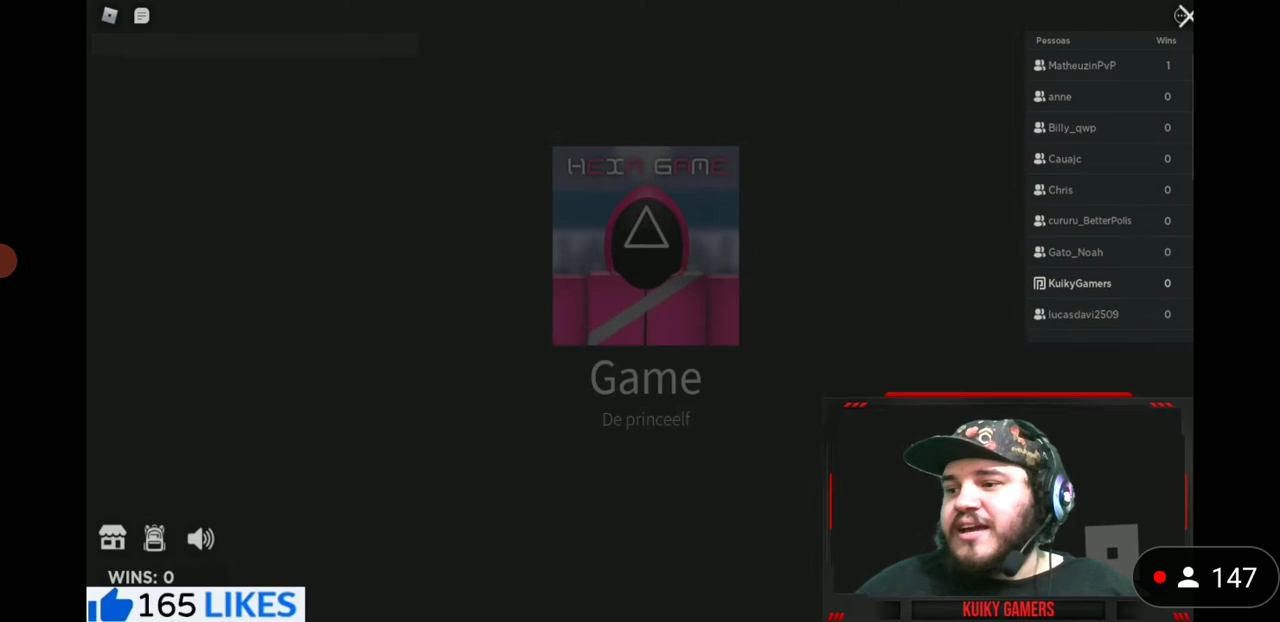 Pessoas Wins
MatheuzinPvP 1
anne 0
Billy_qwp 0
Cauajc 0
Chris 0
cururu_BetterPolis 0
Gato_Noah 0
KuikyGamers 0
lucasdavi2509 0
HEXA GAME
Game
De princeelf
WINS: 0
165 LIKES
KUIKY GAMERS
147